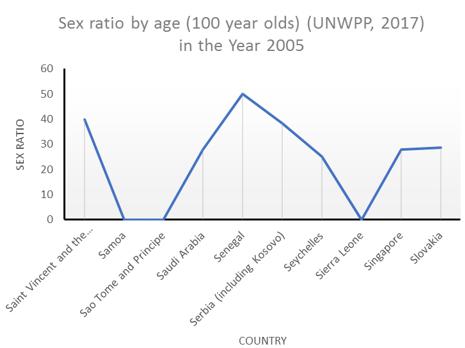 Sex ratio by age (100 year olds) (UNWPP, 2017)
in the Year 2005
60
50
40
30
20
10
0
SEX RATIO
Saint Vincent and the...
Samoa
Sao Tome and Principe
Saudi Arabia
Senegal
Serbia (including Kosovo)
Seychelles
Sierra Leone
Singapore
Slovakia
COUNTRY